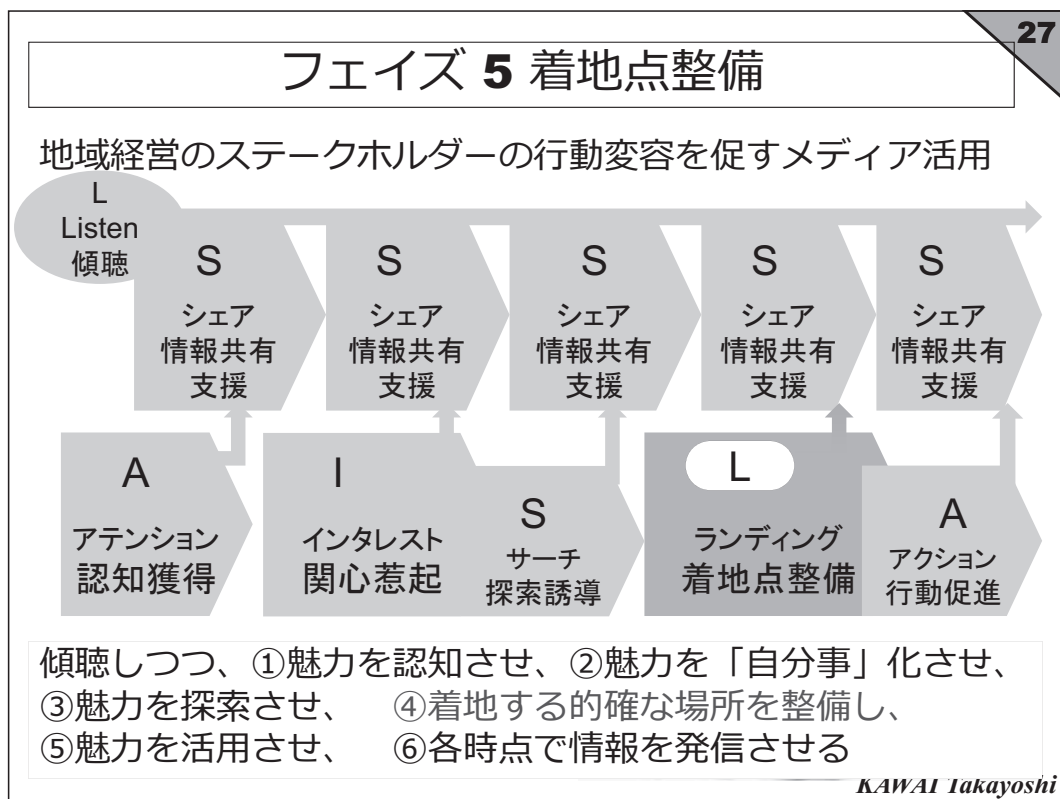 27
フェイズ 5 着地点整備
地域経営のステークホルダーの行動変容を促すメディア活用
L
Listen
傾聴
S
シェア
情報共有
支援
S
シェア
情報共有
支援
S
シェア
情報共有
支援
S
シェア
情報共有
支援
S
シェア
情報共有
支援
A
アテンション
認知獲得
I
インタレスト
関心惹起
S
サーチ
探索誘導
L
ランディング
着地点整備
A
アクション
行動促進
傾聴しつつ、①魅力を認知させ、②魅力を「自分事」化させ、
③魅力を探索させ、 ④着地する的確な場所を整備し、
⑤魅力を活用させ、 ⑥各時点で情報を発信させる
KAWAI Takayoshi